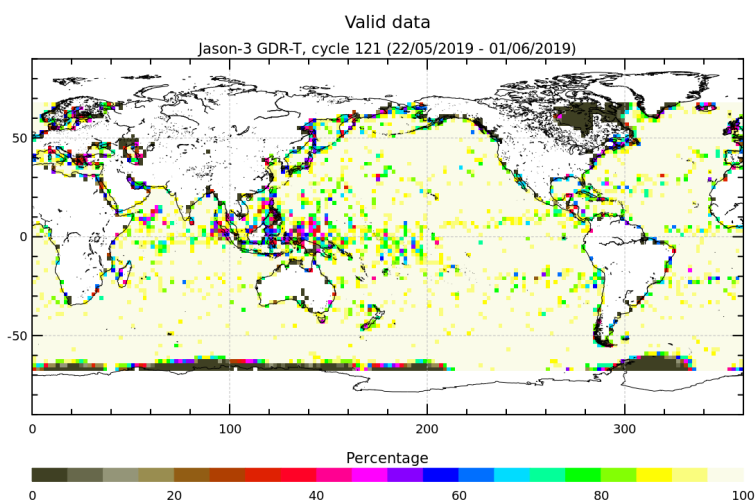 Valid data
Jason-3 GDR-T, cycle 121 (22/05/2019 - 01/06/2019)
50
0
-50
0 100 200 300
Percentage
0 20 40 60 80 100